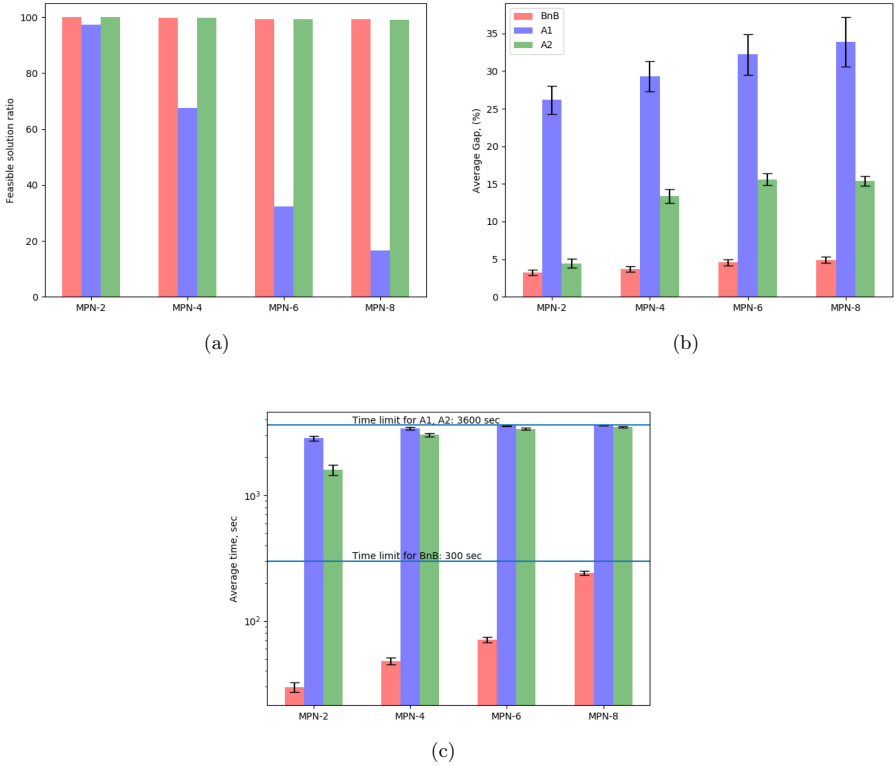 100
80
60
40
20
0
Feasible solution ratio
MPN-2 MPN-4 MPN-6 MPN-8
(a)
BnB
A1
A2
35
30
25
20
15
10
5
0
Average Gap, (%)
MPN-2 MPN-4 MPN-6 MPN-8
(b)
Time limit for A1, A2: 3600 sec
10³
Time limit for BnB: 300 sec
10²
Average time, sec
MPN-2 MPN-4 MPN-6 MPN-8
(c)